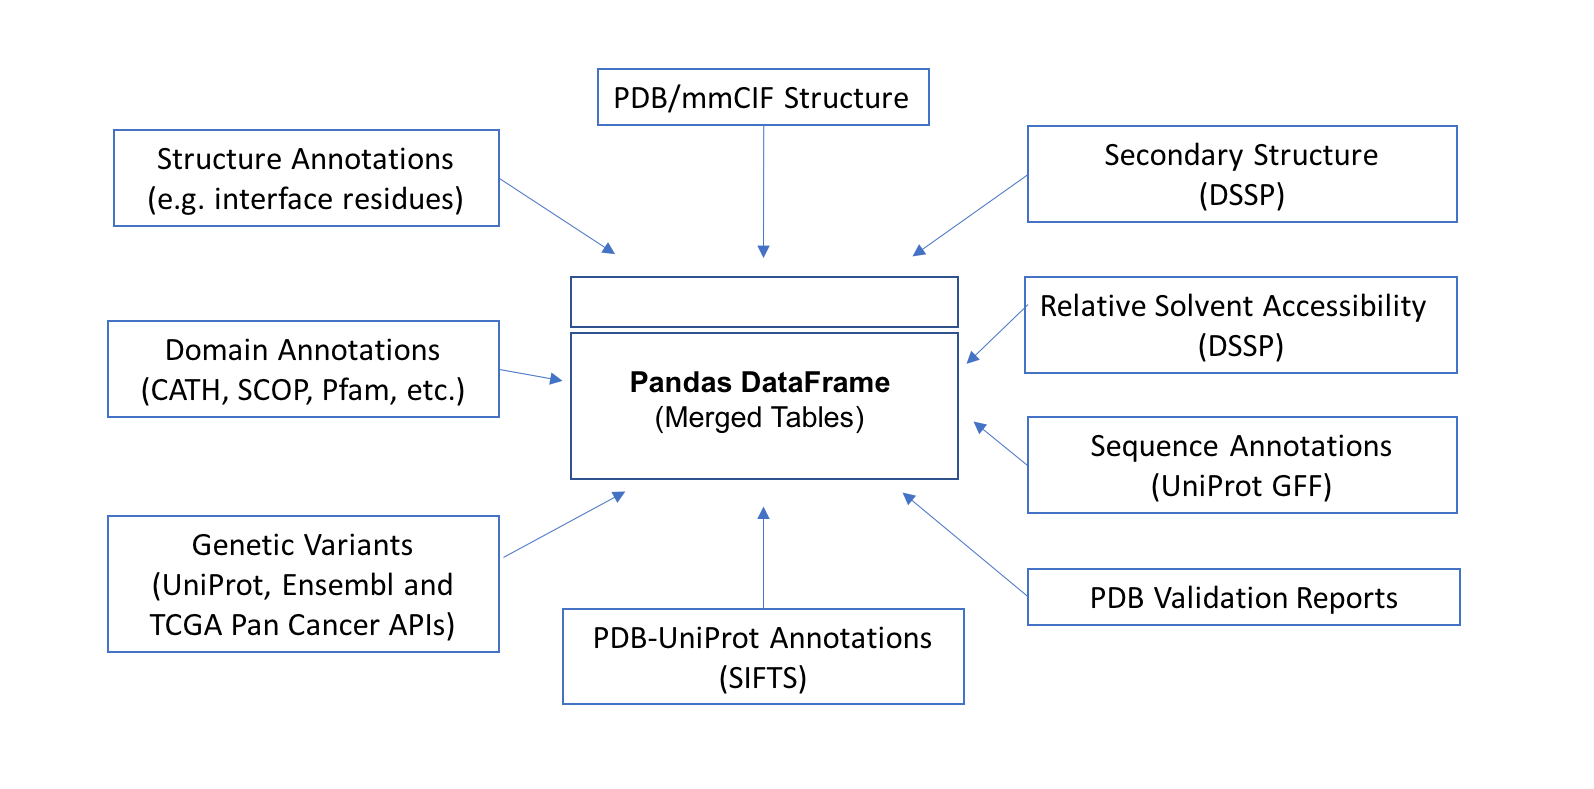 PDB/mmCIF Structure
Structure Annotations
(e.g. interface residues)
Secondary Structure
(DSSP)
Relative Solvent Accessibility
(DSSP)
Domain Annotations
(CATH, SCOP, Pfam, etc.)
Pandas DataFrame
(Merged Tables)
Sequence Annotations
(UniProt GFF)
Genetic Variants
(UniProt, Ensembl and
TCGA Pan Cancer APIs)
PDB Validation Reports
PDB-UniProt Annotations
(SIFTS)